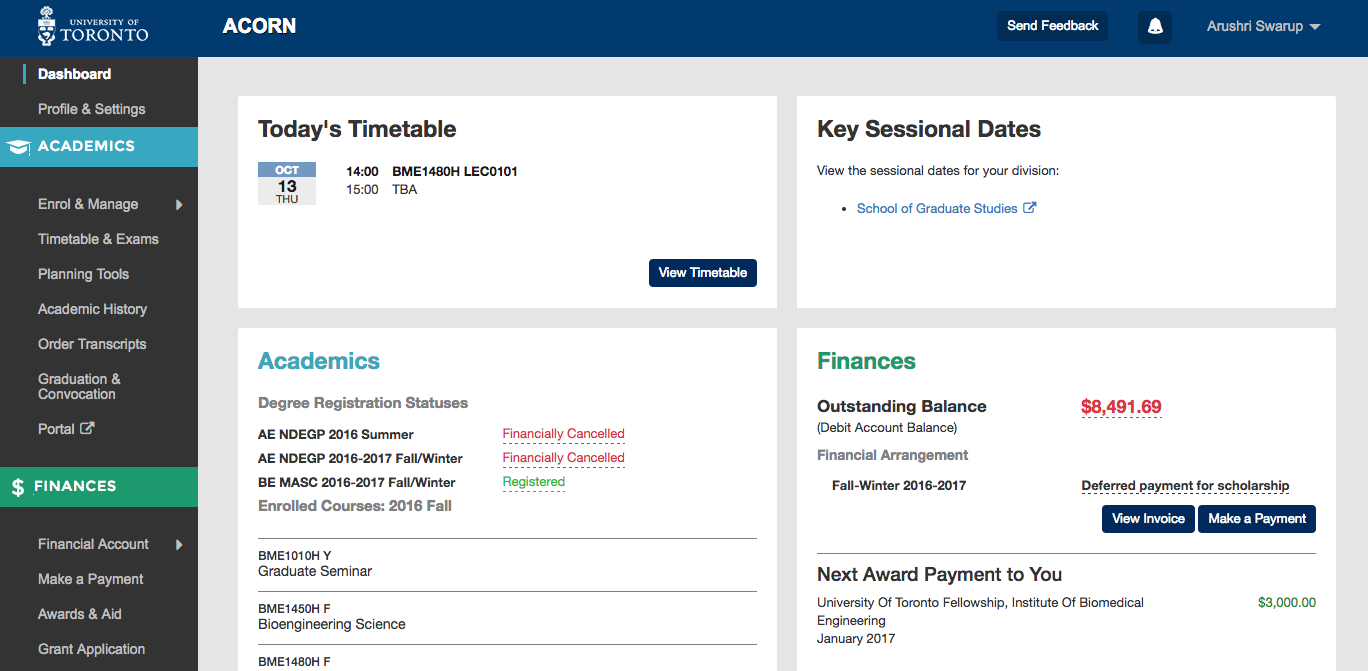 UNIVERSITY OF
TORONTO
ACORN
Send Feedback
Arushri Swarup
Dashboard
Profile & Settings
ACADEMICS
Enrol & Manage
Timetable & Exams
Planning Tools
Academic History
Order Transcripts
Graduation &
Convocation
Portal
$ FINANCES
Financial Account
Make a Payment
Awards & Aid
Grant Application
Today's Timetable
OCT
13
THU
14:00 BME1480H LEC0101
15:00 TBA
View Timetable
Key Sessional Dates
View the sessional dates for your division:
• School of Graduate Studies
Academics
Degree Registration Statuses
AE NDEGP 2016 Summer Financially Cancelled
AE NDEGP 2016-2017 Fall/Winter Financially Cancelled
BE MASC 2016-2017 Fall/Winter Registered
Enrolled Courses: 2016 Fall
BME1010H Y
Graduate Seminar
BME1450H F
Bioengineering Science
BME1480H F
Finances
Outstanding Balance $8,491.69
(Debit Account Balance)
Financial Arrangement
Fall-Winter 2016-2017 Deferred payment for scholarship
View Invoice Make a Payment
Next Award Payment to You
University Of Toronto Fellowship, Institute Of Biomedical $3,000.00
Engineering
January 2017